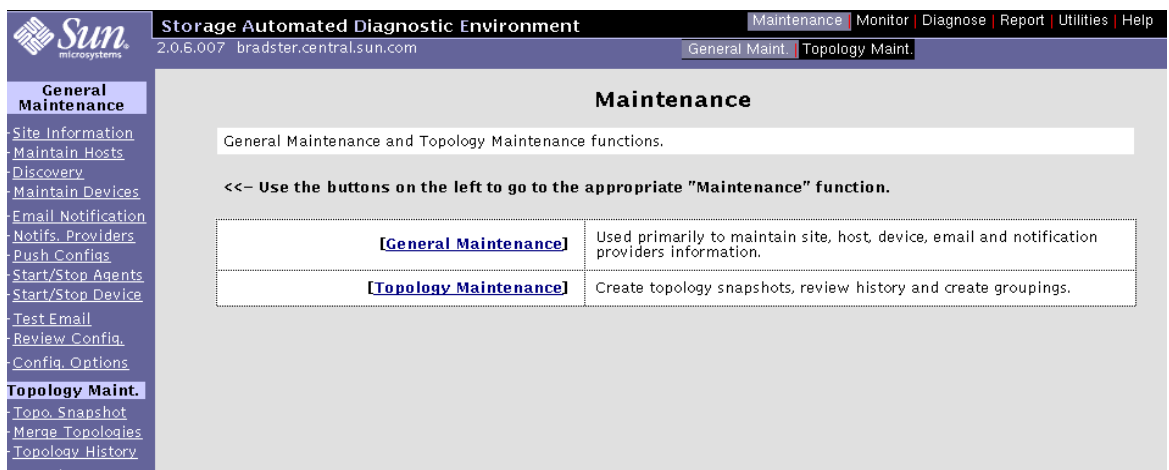 Sun
microsystems
Storage Automated Diagnostic Environment
Maintenance | Monitor | Diagnose | Report | Utilities | Help
2.0.6.007 bradster.central.sun.com
General Maint. | Topology Maint.
General
Maintenance
-Site Information
-Maintain Hosts
-Discovery
-Maintain Devices
-Email Notification
-Notifs. Providers
-Push Configs
-Start/Stop Agents
-Start/Stop Device
-Test Email
-Review Config.
-Config. Options
Topology Maint.
-Topo. Snapshot
-Merge Topologies
-Topology History
Maintenance
General Maintenance and Topology Maintenance functions.
<<- Use the buttons on the left to go to the appropriate "Maintenance" function.
[General Maintenance]
Used primarily to maintain site, host, device, email and notification
providers information.
[Topology Maintenance]
Create topology snapshots, review history and create groupings.